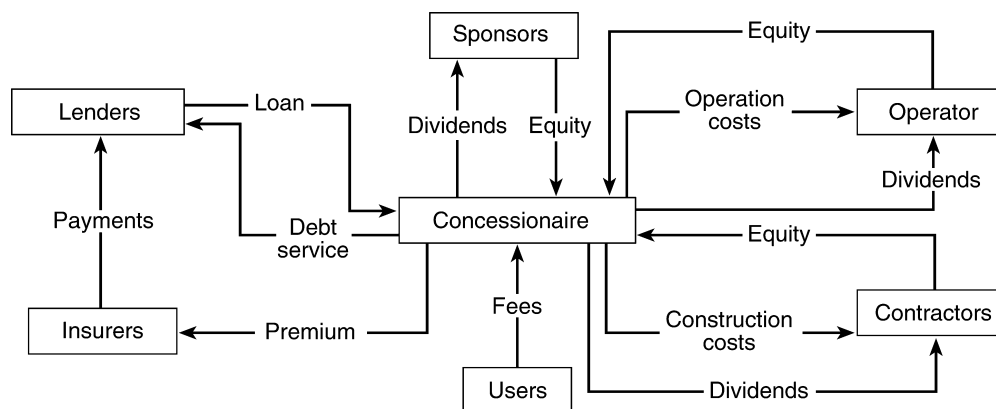 Sponsors
Equity
Lenders
Loan
Dividends
Equity
Operation
costs
Operator
Dividends
Payments
Concessionaire
Debt
service
Equity
Insurers
Premium
Fees
Construction
costs
Contractors
Users
Dividends